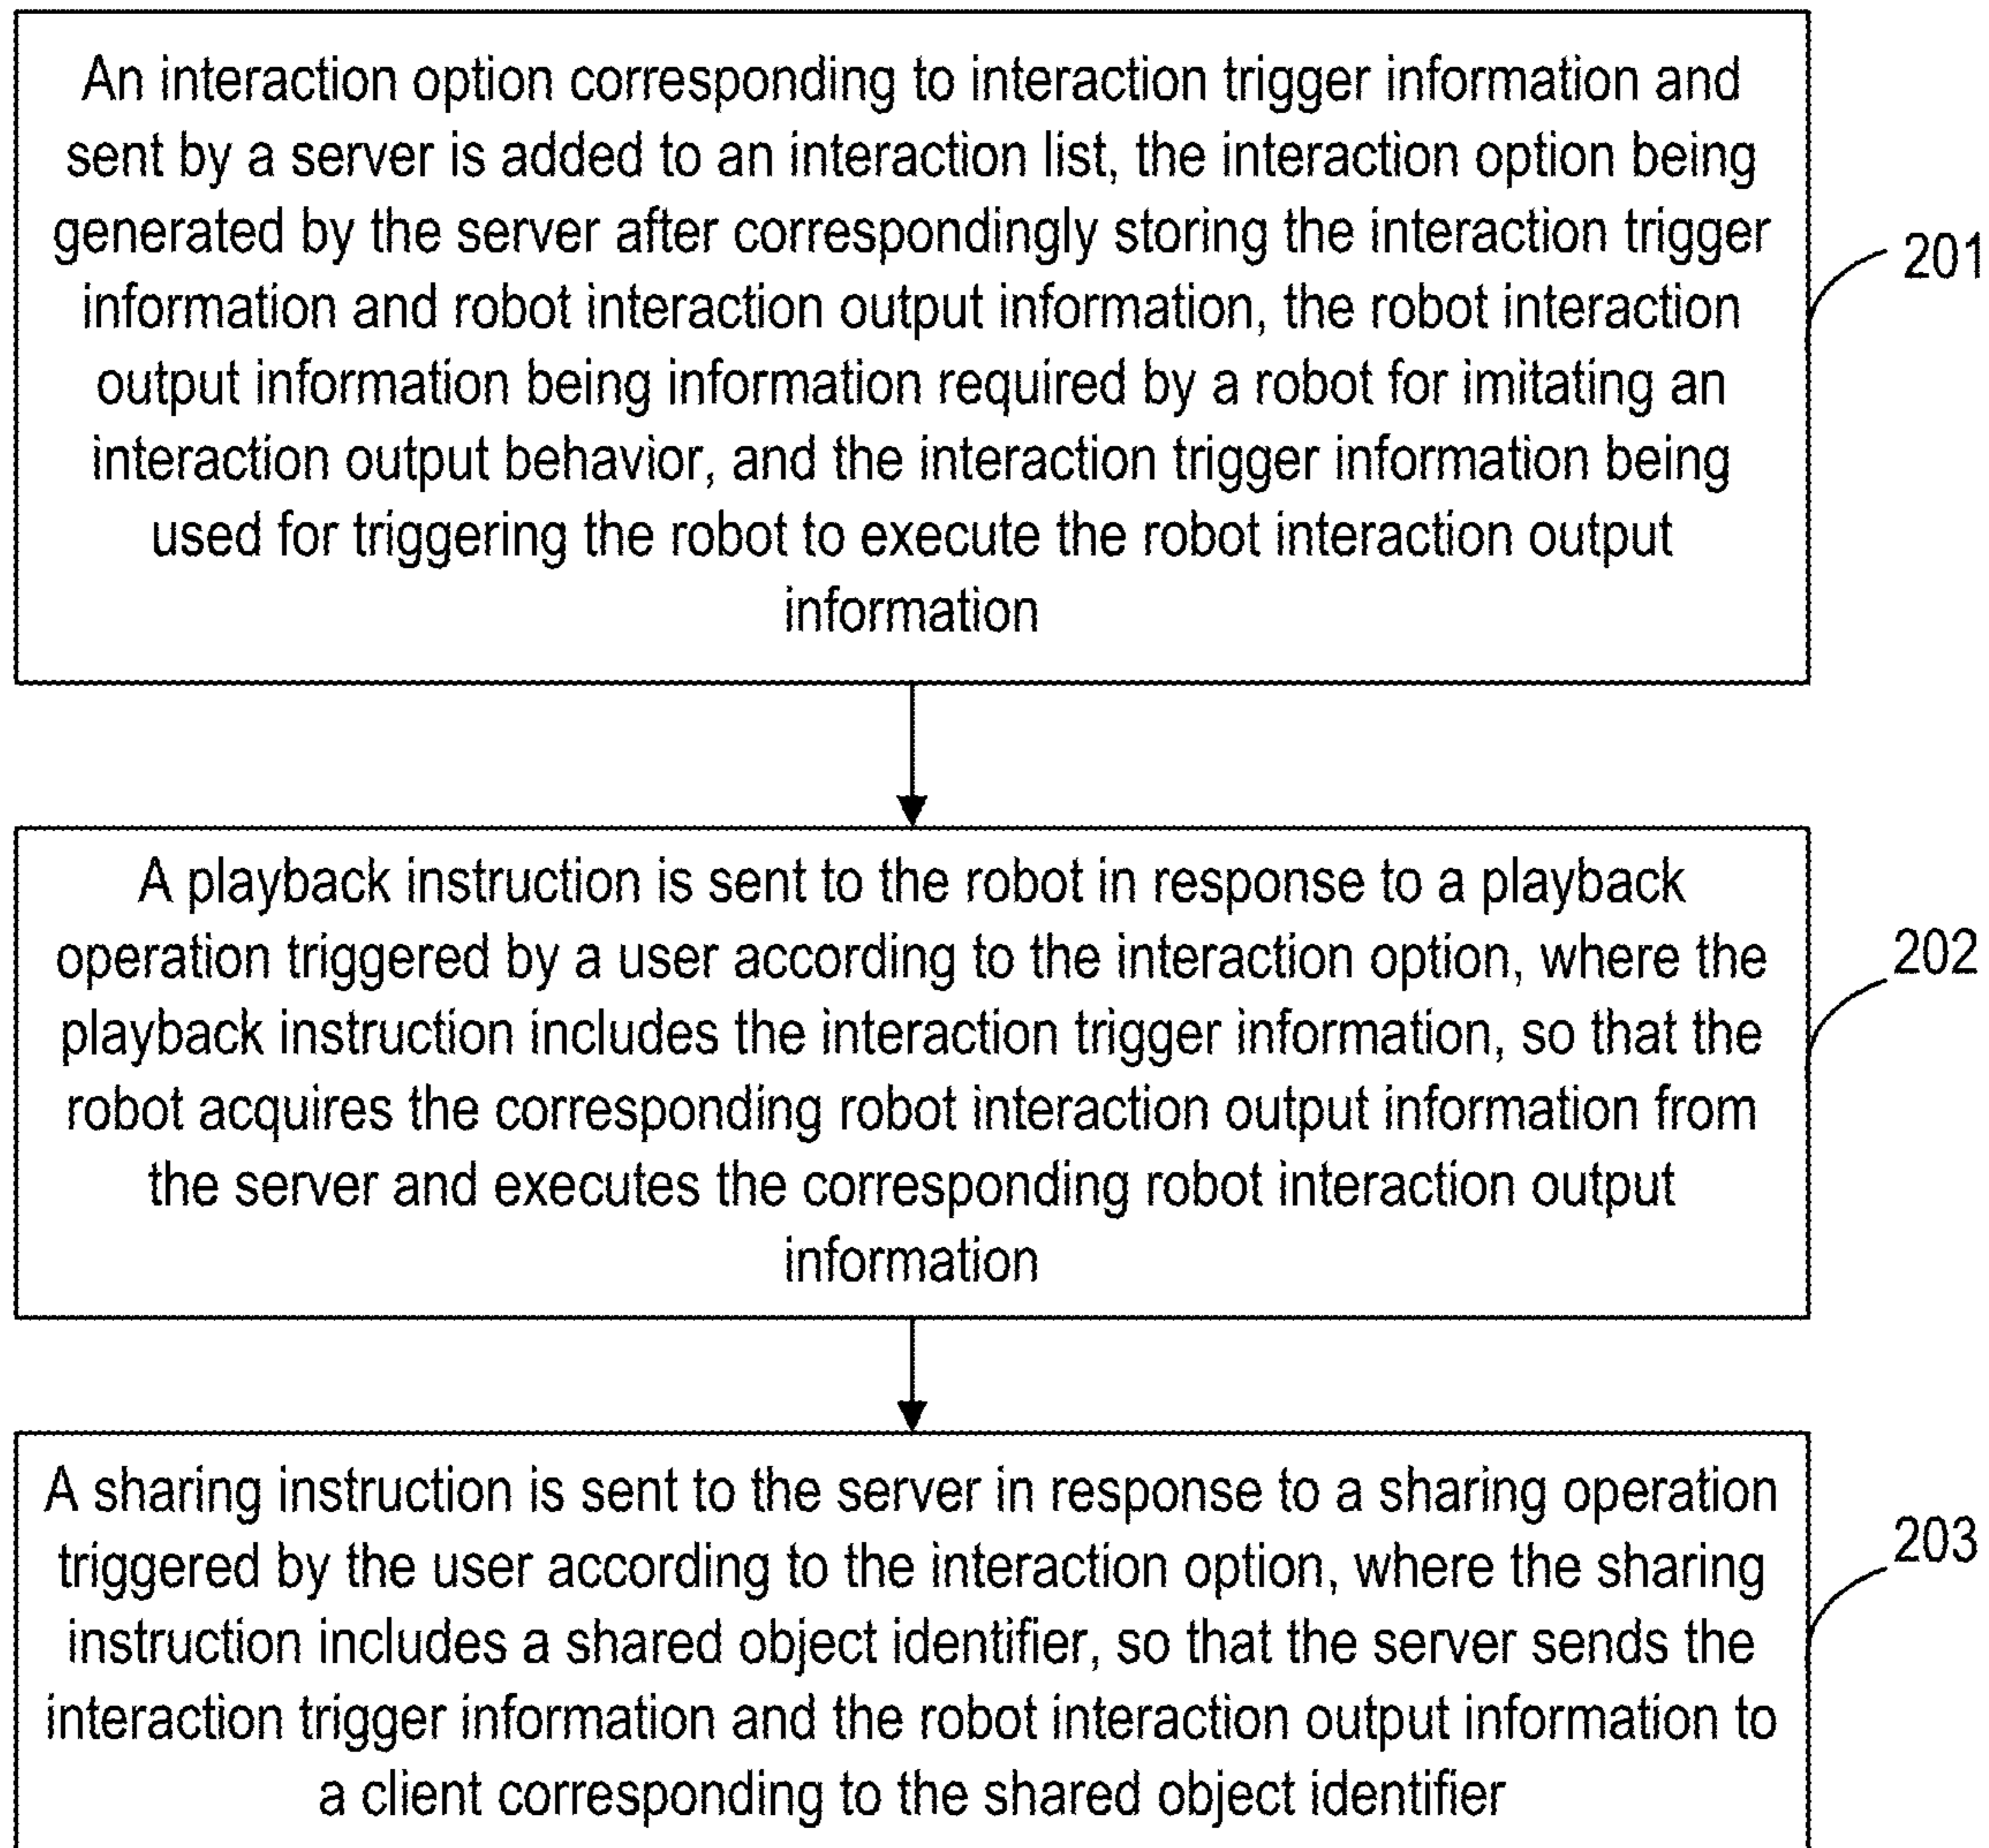 An interaction option corresponding to interaction trigger information and
sent by a server is added to an interaction list, the interaction option being
generated by the server after correspondingly storing the interaction trigger
information and robot interaction output information, the robot interaction
output information being information required by a robot for imitating an
interaction output behavior, and the interaction trigger information being
used for triggering the robot to execute the robot interaction output
information
201
A playback instruction is sent to the robot in response to a playback
operation triggered by a user according to the interaction option, where the
playback instruction includes the interaction trigger information, so that the
robot acquires the corresponding robot interaction output information from
the server and executes the corresponding robot interaction output
information
202
A sharing instruction is sent to the server in response to a sharing operation
triggered by the user according to the interaction option, where the sharing
instruction includes a shared object identifier, so that the server sends the
interaction trigger information and the robot interaction output information to
a client corresponding to the shared object identifier
203